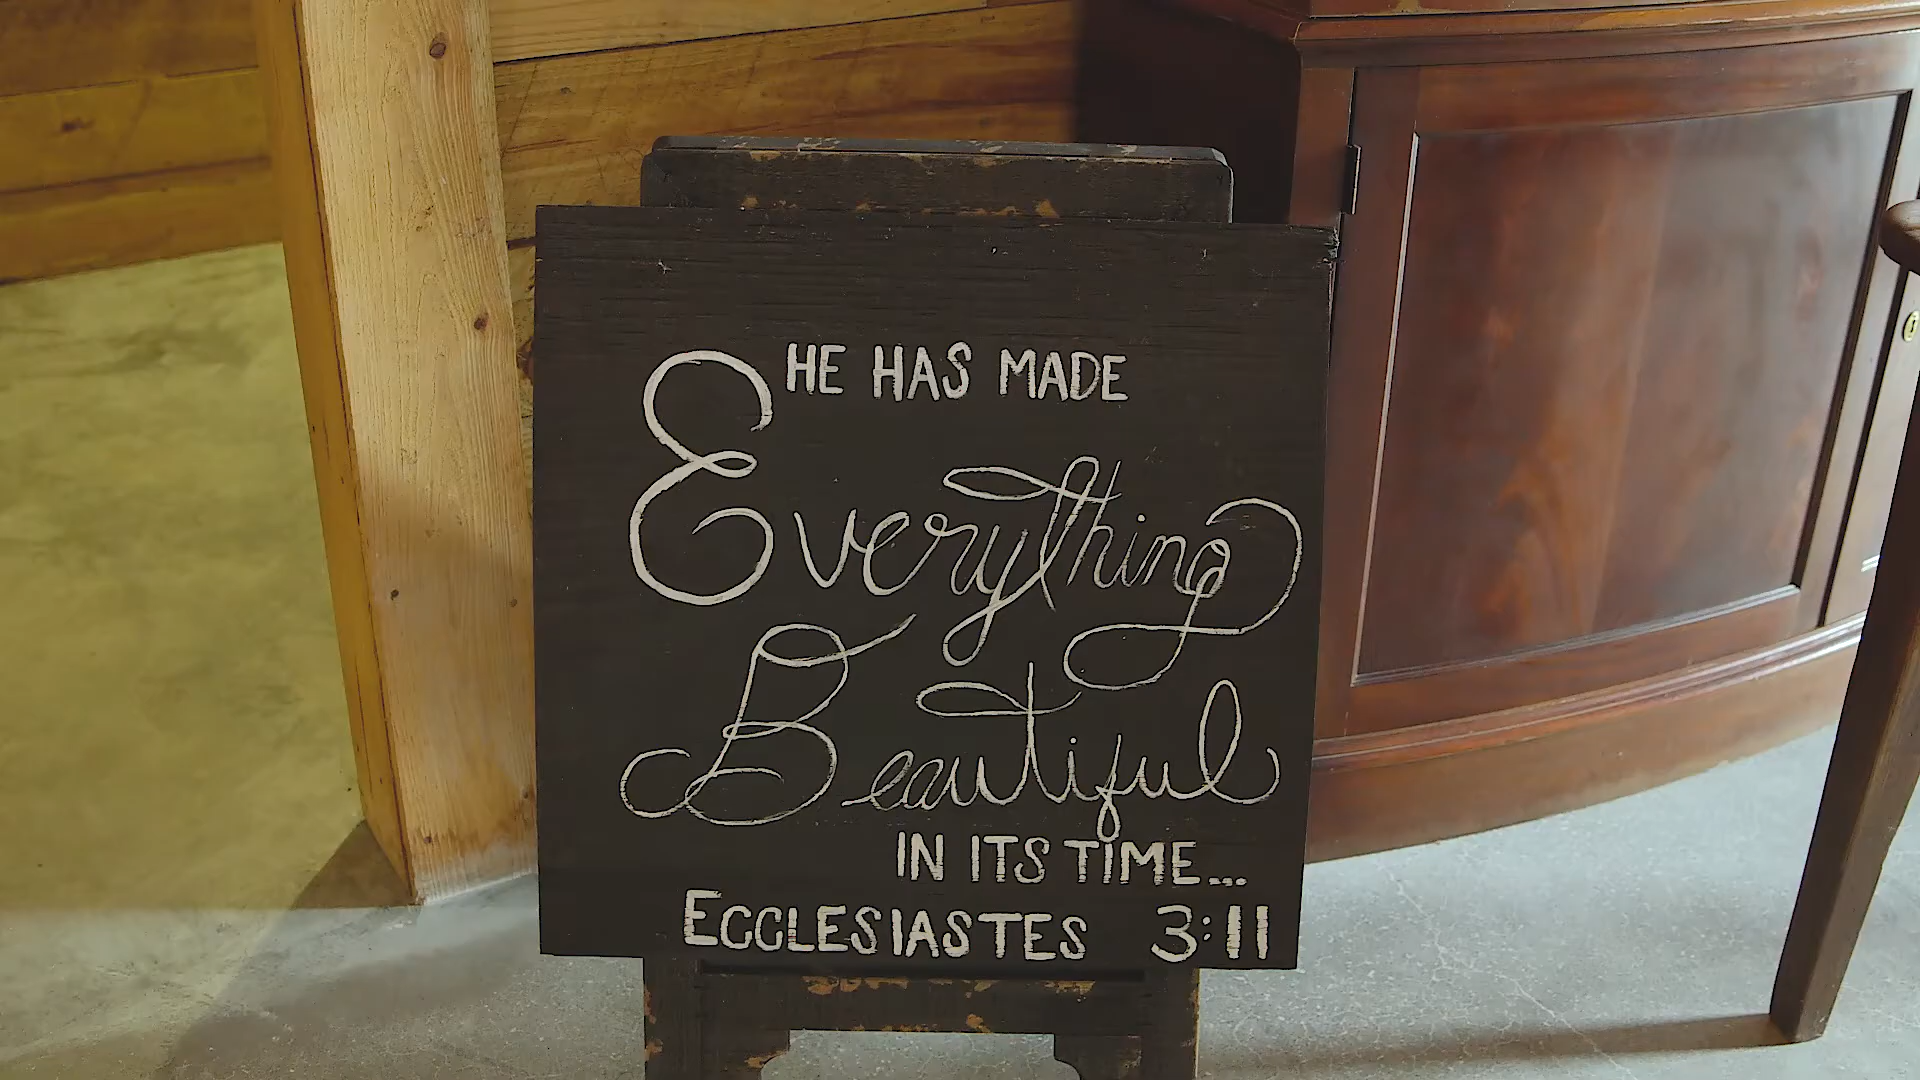 HE HAS MADE
Everything
Beautiful
IN ITS TIME...
ECCLESIASTES 3:11